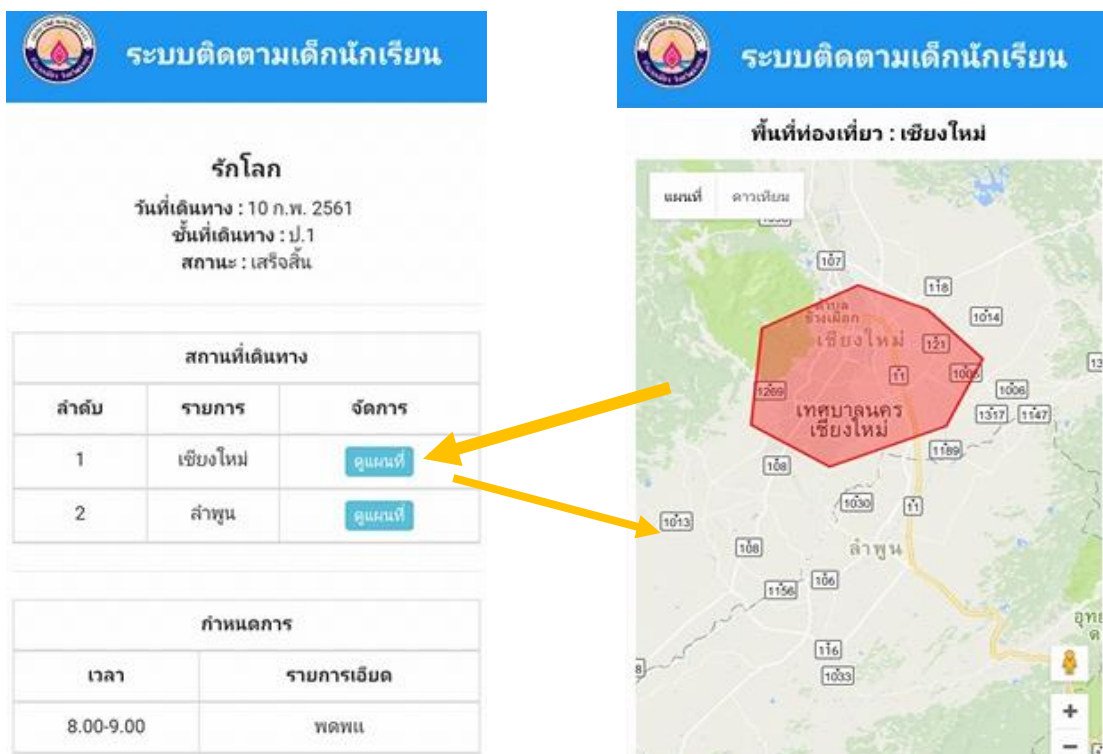 ระบบติดตามเด็กนักเรียน
รักโลก
วันที่เดินทาง : 10 ก.พ. 2561
ชั้นที่เดินทาง : ป.1
สถานะ : เสร็จสิ้น
สถานที่เดินทาง
ลำดับ รายการ จัดการ
1 เชียงใหม่ ดูแผนที่
2 ลำพูน ดูแผนที่
กำหนดการ
เวลา รายการเอียด
8.00-9.00 พดพแ
ระบบติดตามเด็กนักเรียน
พื้นที่ท่องเที่ยว : เชียงใหม่
แผนที่ ดาวเทียม
107
118
1014
ตำบล
ช้างเผือก
เชียงใหม่
121
11
1006
1269
1006
เทศบาลนคร
เชียงใหม่
1317
1147
1189
108
1030
11
1013
108
ลำพูน
106
1156
116
1033
+
−